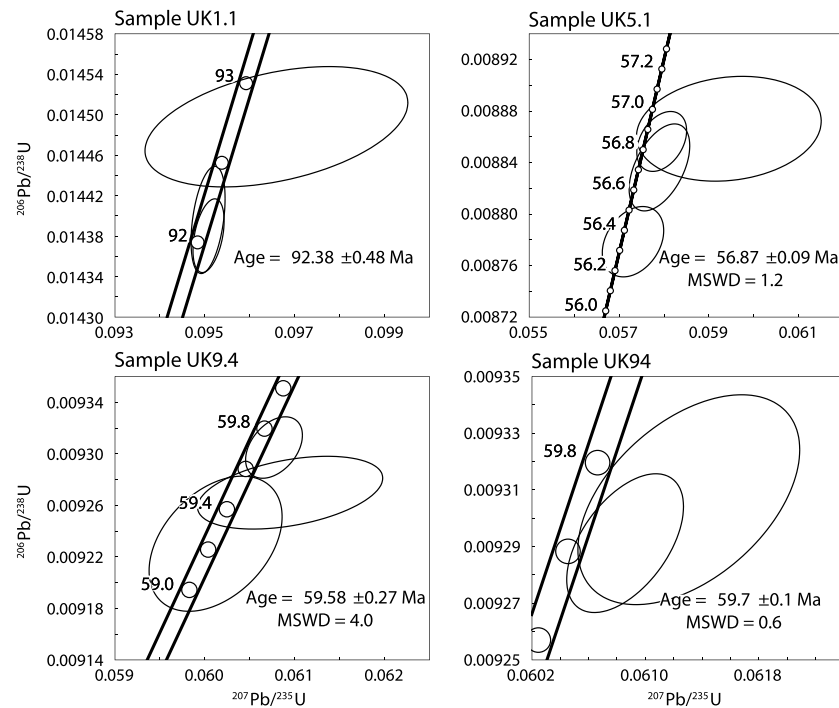 Sample UK1.1
0.01458
0.01454
0.01450
0.01446
0.01442
0.01438
0.01434
0.01430
206Pb/238U
93
92
Age = 92.38 ±0.48 Ma
0.093 0.095 0.097 0.099
Sample UK5.1
0.00892
0.00888
0.00884
0.00880
0.00876
0.00872
57.2
57.0
56.8
56.6
56.4
56.2
56.0
Age = 56.87 ±0.09 Ma
MSWD = 1.2
0.055 0.057 0.059 0.061
Sample UK9.4
0.00934
0.00930
0.00926
0.00922
0.00918
0.00914
206Pb/238U
59.8
59.4
59.0
Age = 59.58 ±0.27 Ma
MSWD = 4.0
0.059 0.060 0.061 0.062
207Pb/235U
Sample UK94
0.00935
0.00933
0.00931
0.00929
0.00927
0.00925
59.8
Age = 59.7 ±0.1 Ma
MSWD = 0.6
0.0602 0.0610 0.0618
207Pb/235U